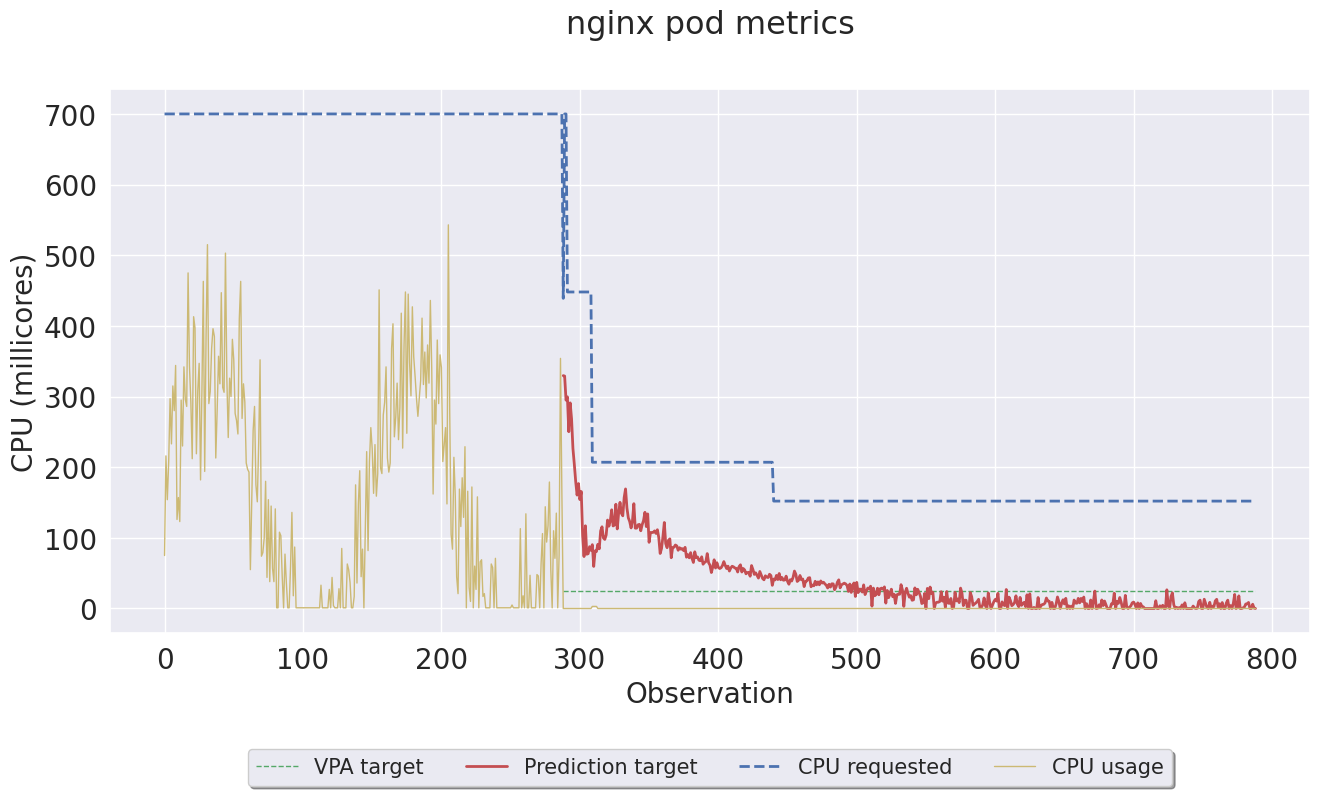 nginx pod metrics
CPU (millicores)
700
600
500
400
300
200
100
0
0 100 200 300 400 500 600 700 800
Observation
VPA target Prediction target CPU requested CPU usage